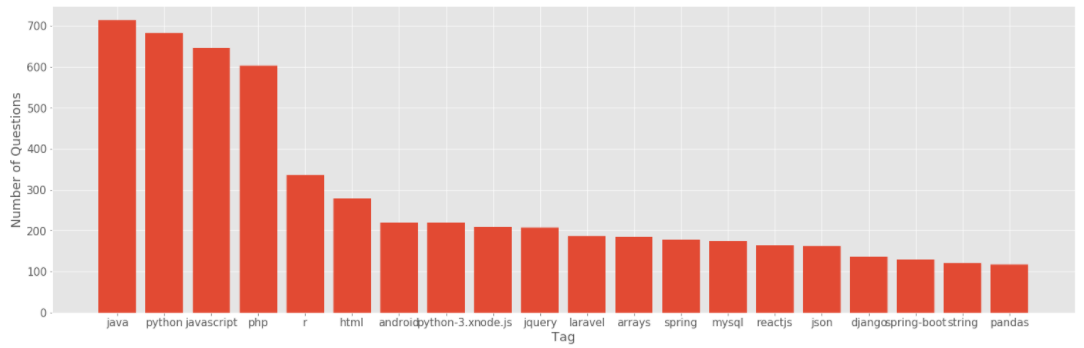 700
600
500
400
300
200
100
0
Number of Questions
java python javascript php r html android python-3.x node.js jquery laravel arrays spring mysql reactjs json django spring-boot string pandas
Tag